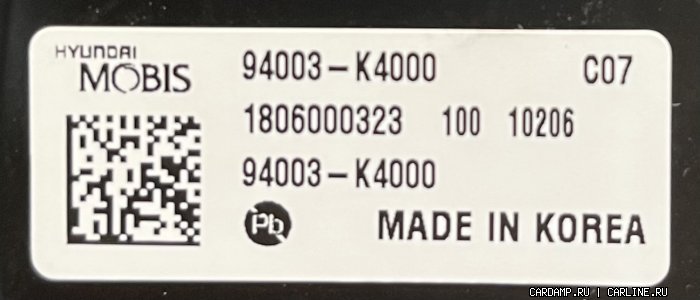 HYUNDAI
MOBIS
94003-K4000 C07
1806000323 100 10206
94003-K4000
Pb MADE IN KOREA
CARDAMP.RU | CARLINE.RU